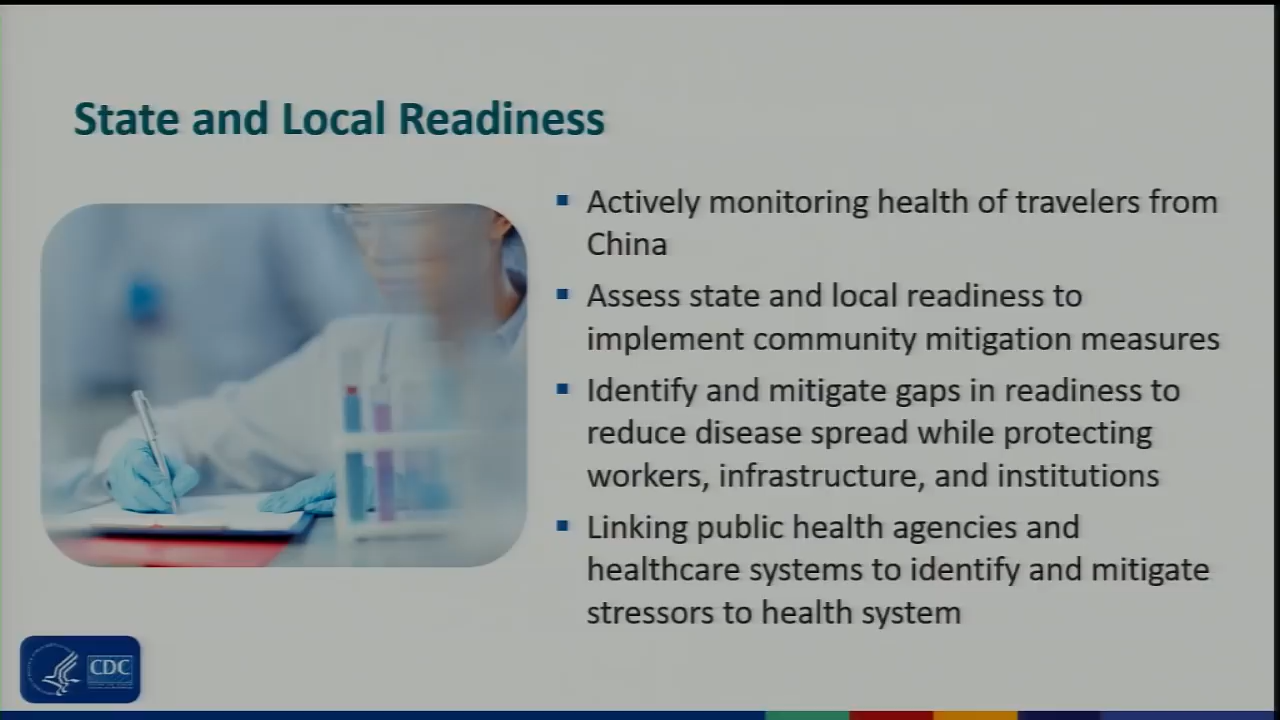 State and Local Readiness
Actively monitoring health of travelers from
China
Assess state and local readiness to
implement community mitigation measures
Identify and mitigate gaps in readiness to
reduce disease spread while protecting
workers, infrastructure, and institutions
Linking public health agencies and
healthcare systems to identify and mitigate
stressors to health system
CDC